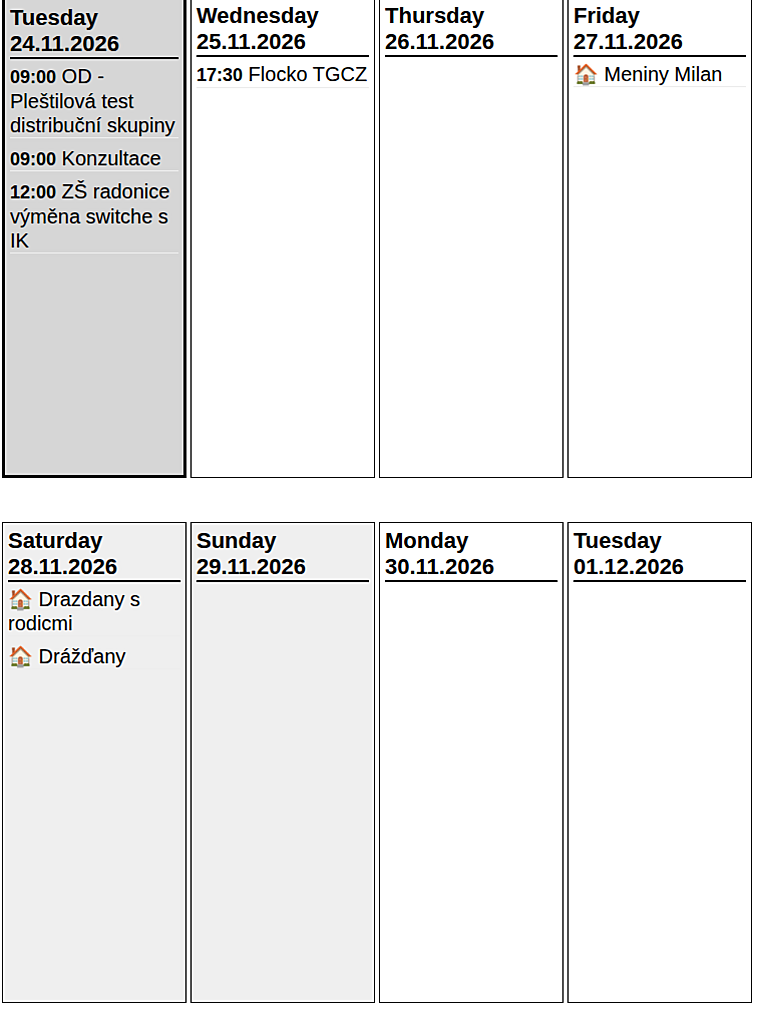 Tuesday
24.11.2026
09:00 OD -
Pleštilová test
distribuční skupiny
09:00 Konzultace
12:00 ZŠ radonice
výměna switche s
IK
Wednesday
25.11.2026
17:30 Flocko TGCZ
Thursday
26.11.2026
Friday
27.11.2026
🏠 Meniny Milan
Saturday
28.11.2026
🏠 Drazdany s
rodicmi
🏠 Drážďany
Sunday
29.11.2026
Monday
30.11.2026
Tuesday
01.12.2026